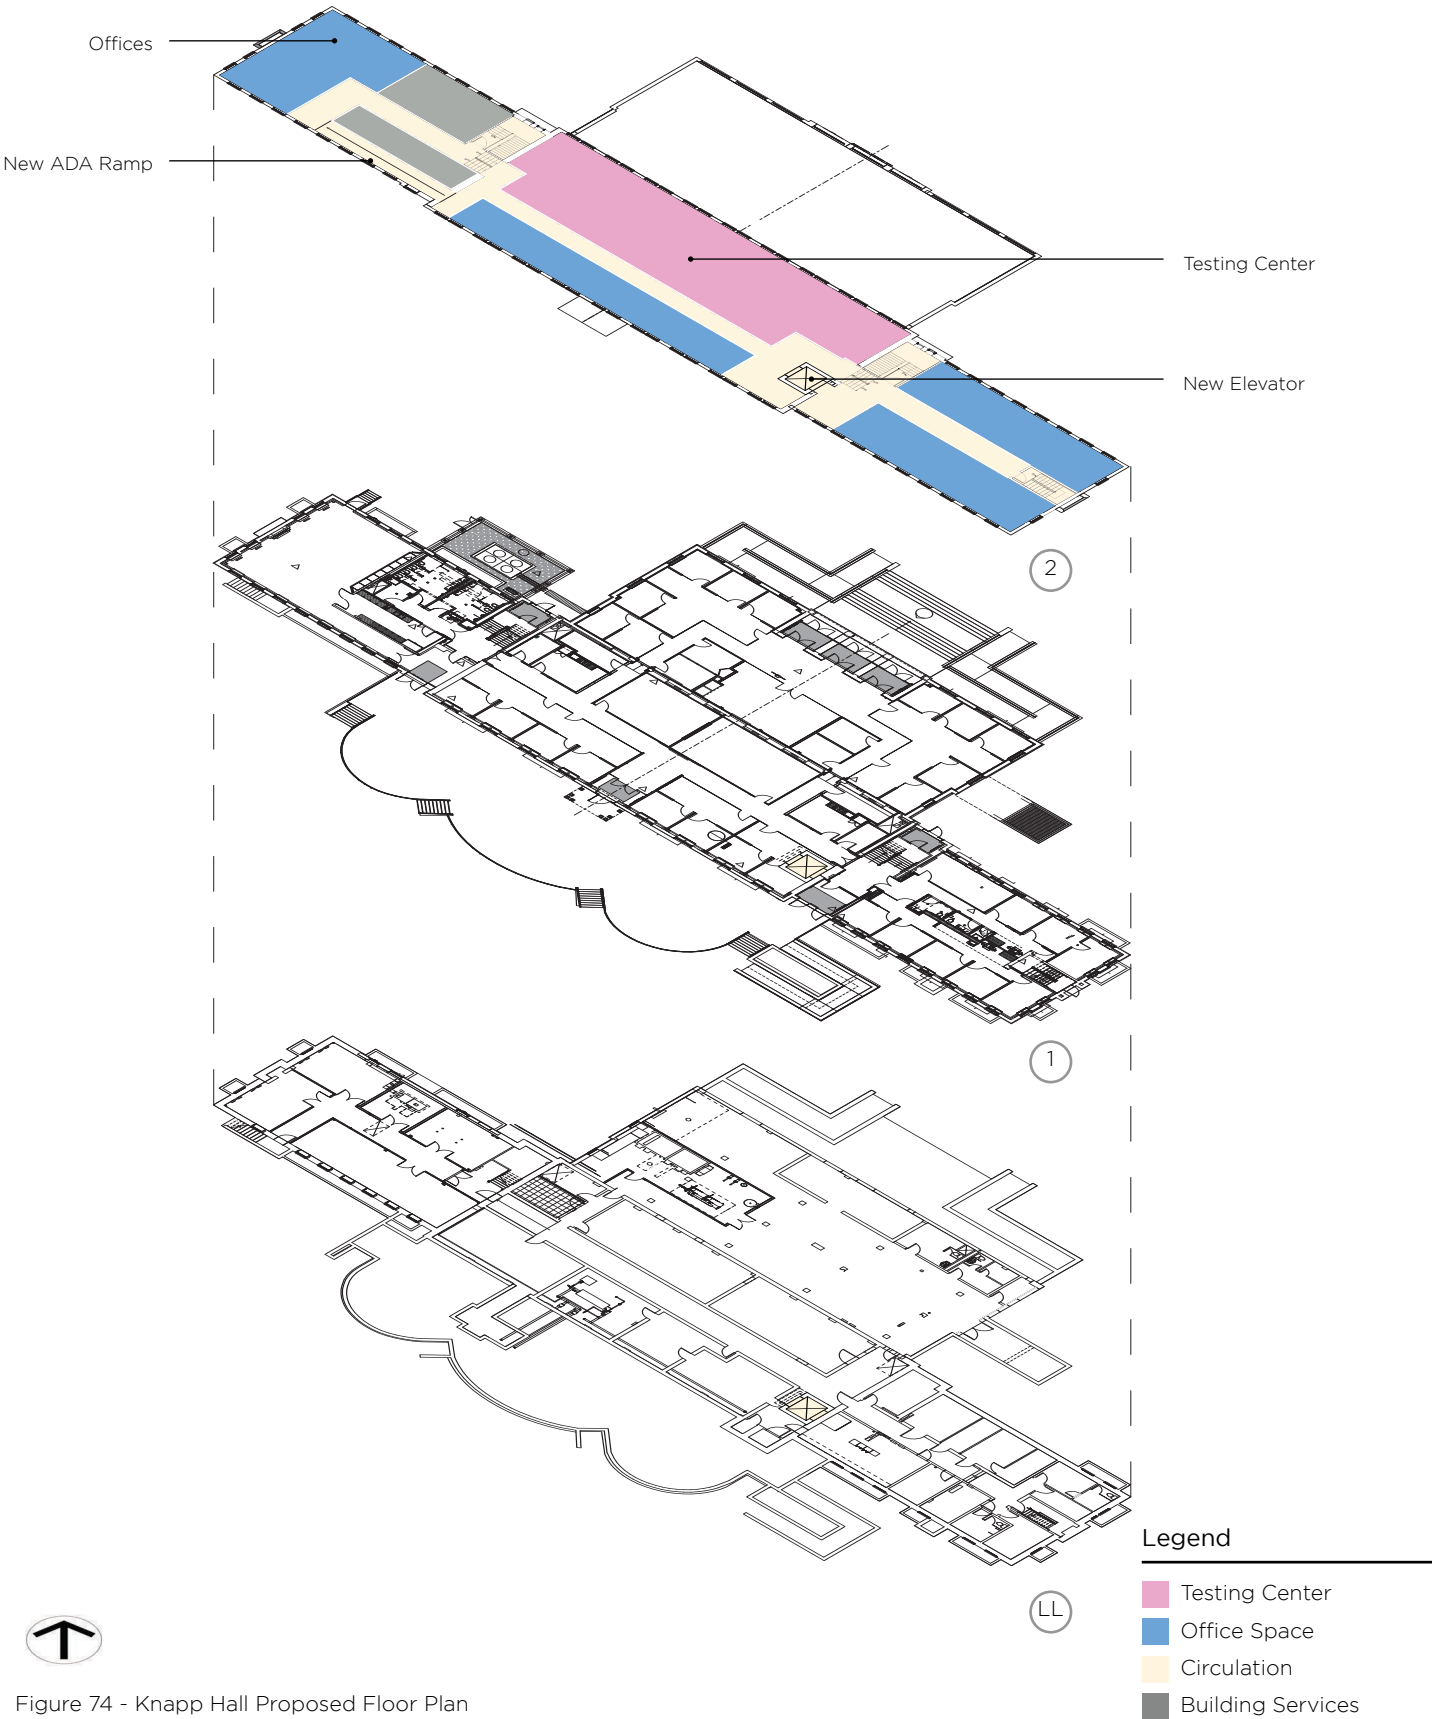 Offices
New ADA Ramp
Testing Center
New Elevator
2
1
LL
Legend
Testing Center
Office Space
Circulation
Building Services
Figure 74 - Knapp Hall Proposed Floor Plan